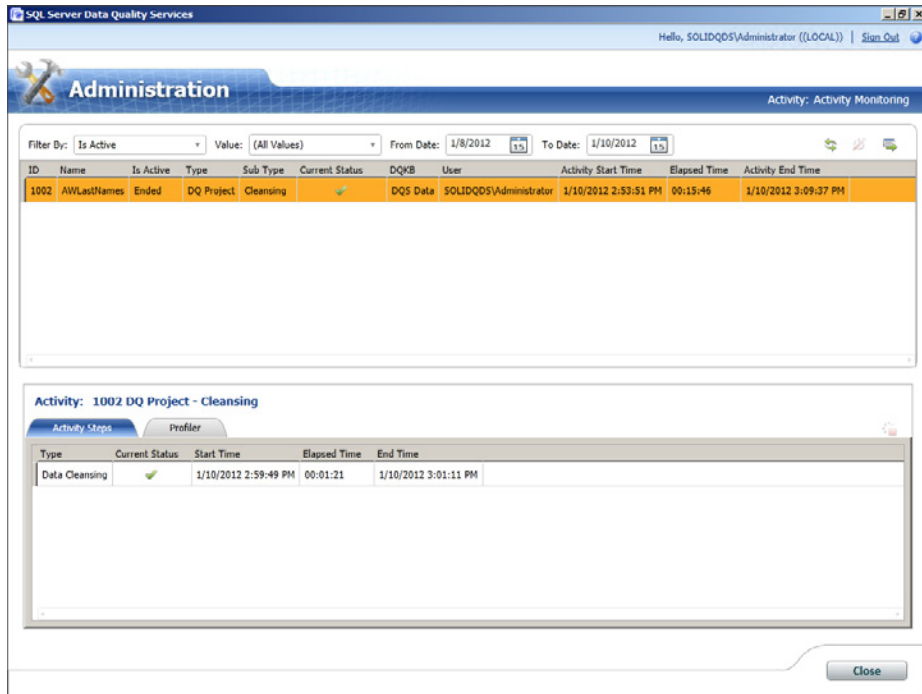 SQL Server Data Quality Services
Hello, SOLIDQDS\Administrator ((LOCAL)) | Sign Out
Administration
Activity: Activity Monitoring
Filter By: Is Active Value: (All Values) From Date: 1/8/2012 15 To Date: 1/10/2012 15
ID Name Is Active Type Sub Type Current Status DQKB User Activity Start Time Elapsed Time Activity End Time
1002 AWLastNames Ended DQ Project Cleansing DQS Data SOLIDQDS\Administrator 1/10/2012 2:53:51 PM 00:15:46 1/10/2012 3:09:37 PM
Activity: 1002 DQ Project - Cleansing
Activity Steps Profiler
Type Current Status Start Time Elapsed Time End Time
Data Cleansing 1/10/2012 2:59:49 PM 00:01:21 1/10/2012 3:01:11 PM
Close